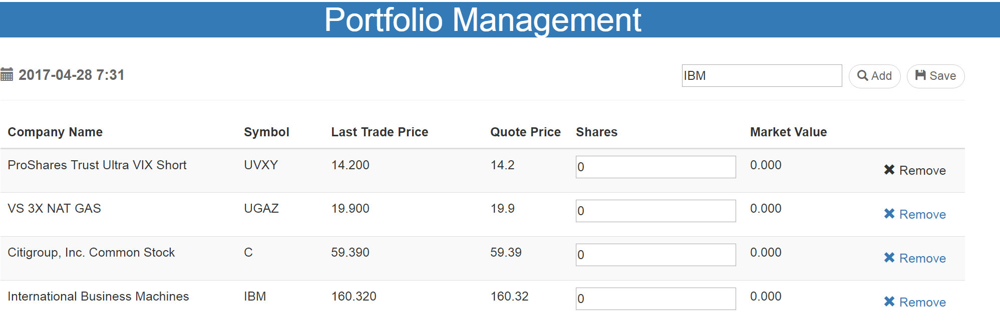 Portfolio Management
2017-04-28 7:31 IBM Add Save
Company Name Symbol Last Trade Price Quote Price Shares Market Value
ProShares Trust Ultra VIX Short UVXY 14.200 14.2 0 0.000 Remove
VS 3X NAT GAS UGAZ 19.900 19.9 0 0.000 Remove
Citigroup, Inc. Common Stock C 59.390 59.39 0 0.000 Remove
International Business Machines IBM 160.320 160.32 0 0.000 Remove